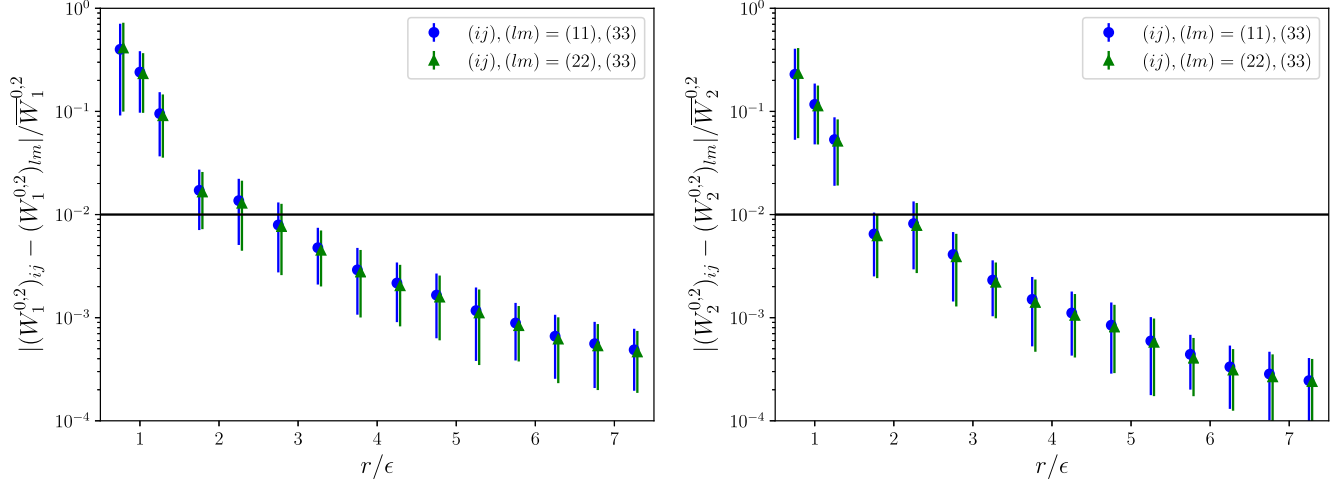 |(W_1^{0,2})_{ij} − (W_1^{0,2})_{lm}|/\overline{W}_1^{0,2}
10^0
10^{−1}
10^{−2}
10^{−3}
10^{−4}
(ij), (lm) = (11), (33)
(ij), (lm) = (22), (33)
1 2 3 4 5 6 7
r/ϵ
|(W_2^{0,2})_{ij} − (W_2^{0,2})_{lm}|/\overline{W}_2^{0,2}
10^0
10^{−1}
10^{−2}
10^{−3}
10^{−4}
(ij), (lm) = (11), (33)
(ij), (lm) = (22), (33)
1 2 3 4 5 6 7
r/ϵ